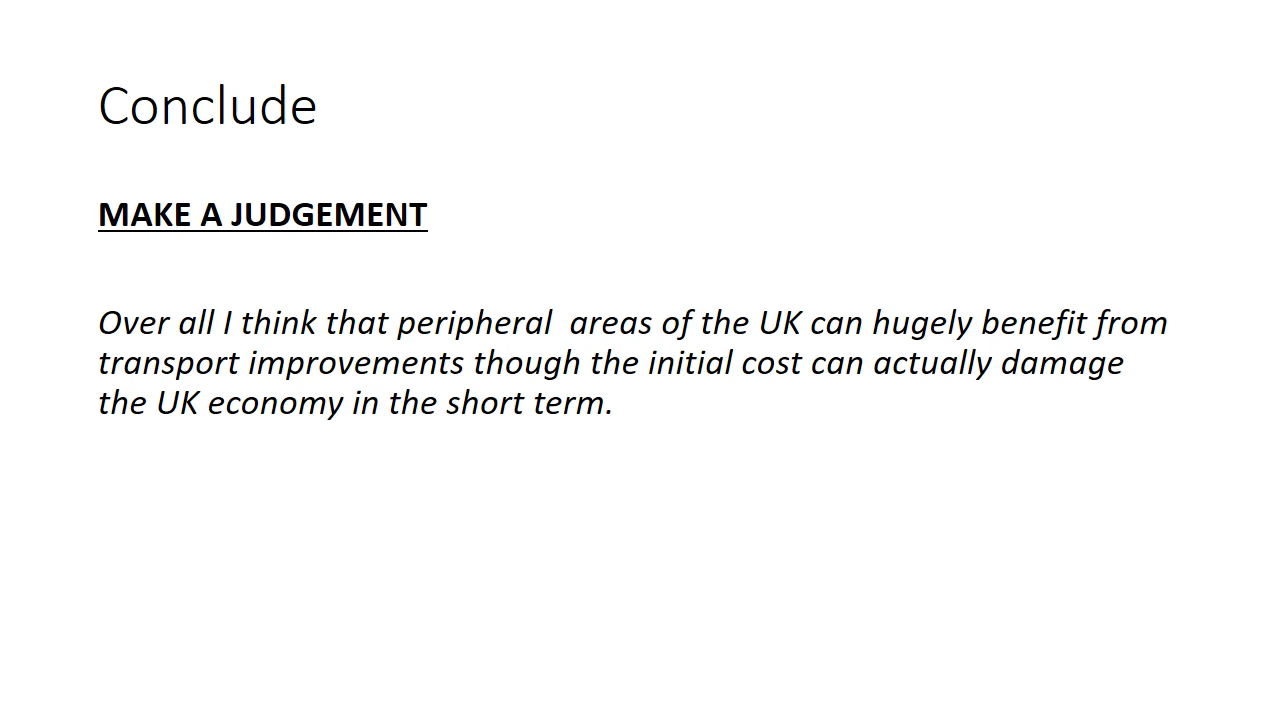 Conclude
MAKE A JUDGEMENT
Over all I think that peripheral  areas of the UK can hugely benefit from
transport improvements though the initial cost can actually damage
the UK economy in the short term.